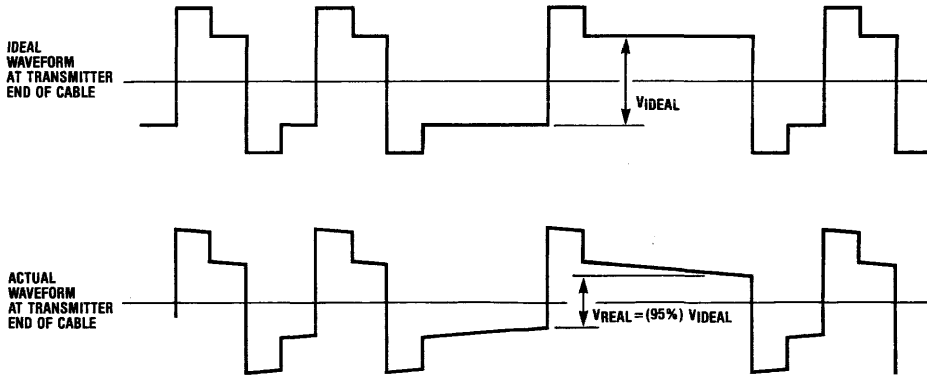 IDEAL
WAVEFORM
AT TRANSMITTER
END OF CABLE
VIDEAL
ACTUAL
WAVEFORM
AT TRANSMITTER
END OF CABLE
VREAL = (95%) VIDEAL